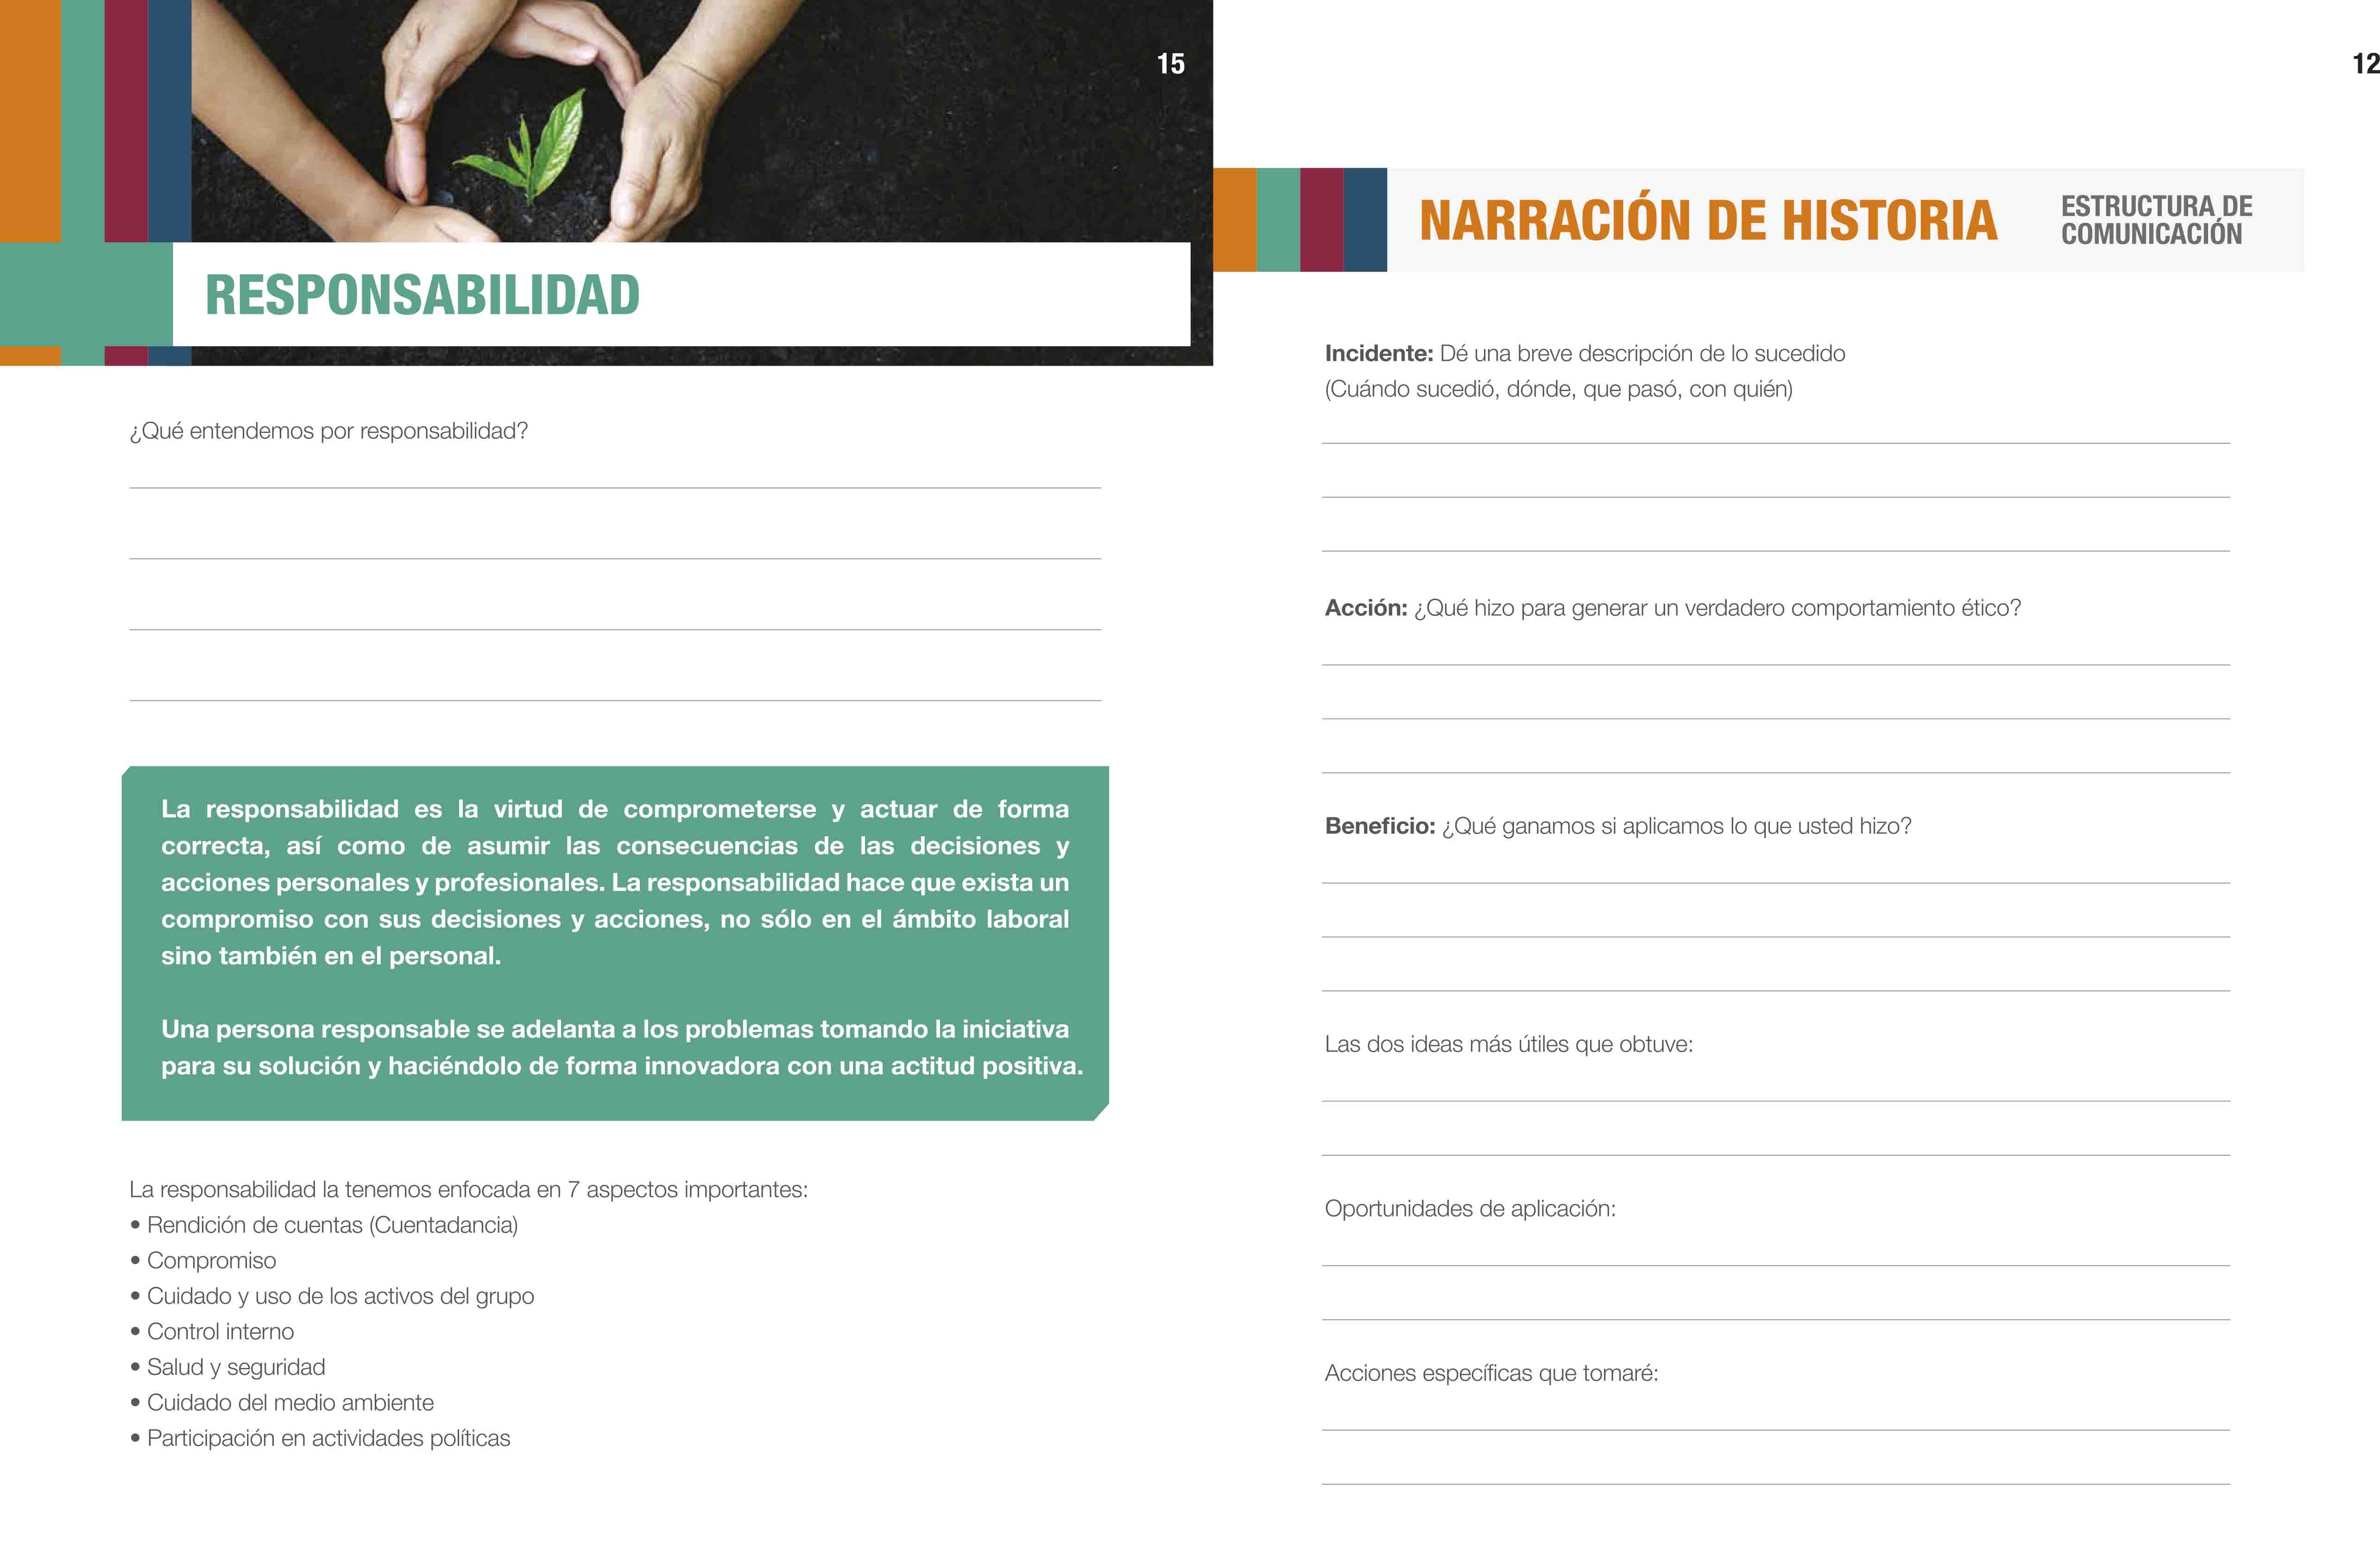 15
RESPONSABILIDAD
¿Qué entendemos por responsabilidad?
La responsabilidad es la virtud de comprometerse y actuar de forma
correcta, así como de asumir las consecuencias de las decisiones y
acciones personales y profesionales. La responsabilidad hace que exista un
compromiso con sus decisiones y acciones, no sólo en el ámbito laboral
sino también en el personal.
Una persona responsable se adelanta a los problemas tomando la iniciativa
para su solución y haciéndolo de forma innovadora con una actitud positiva.
La responsabilidad la tenemos enfocada en 7 aspectos importantes:
• Rendición de cuentas (Cuentadancia)
• Compromiso
• Cuidado y uso de los activos del grupo
• Control interno
• Salud y seguridad
• Cuidado del medio ambiente
• Participación en actividades políticas
12
NARRACIÓN DE HISTORIA
ESTRUCTURA DE
COMUNICACIÓN
Incidente: Dé una breve descripción de lo sucedido
(Cuándo sucedió, dónde, que pasó, con quién)
Acción: ¿Qué hizo para generar un verdadero comportamiento ético?
Beneficio: ¿Qué ganamos si aplicamos lo que usted hizo?
Las dos ideas más útiles que obtuve:
Oportunidades de aplicación:
Acciones específicas que tomaré: